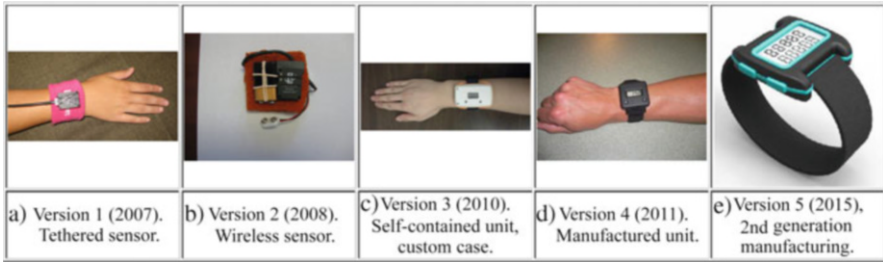 a) Version 1 (2007).
Tethered sensor.
b) Version 2 (2008).
Wireless sensor.
c) Version 3 (2010).
Self-contained unit,
custom case.
d) Version 4 (2011).
Manufactured unit.
e) Version 5 (2015),
2nd generation
manufacturing.